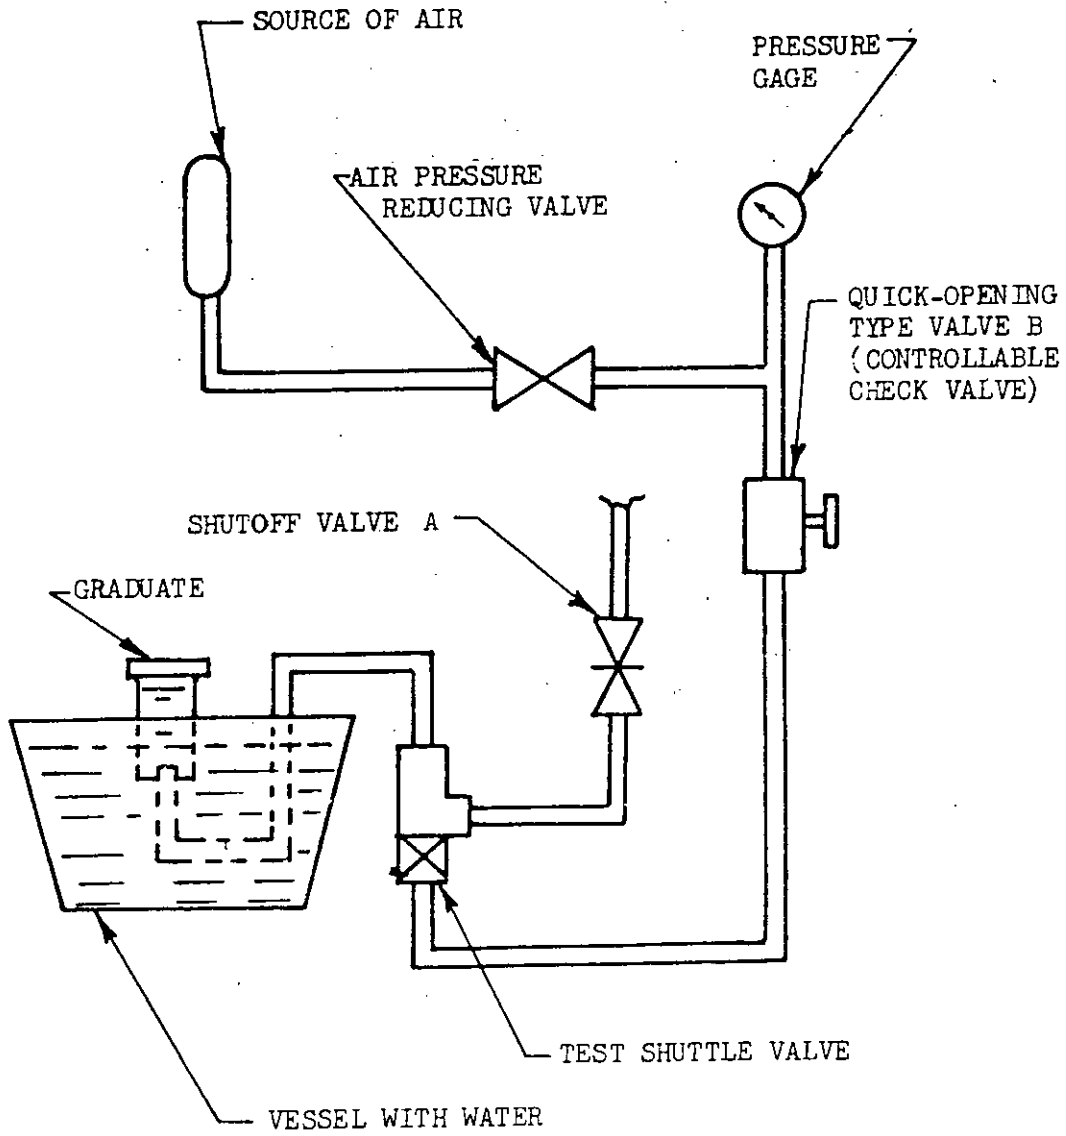 SOURCE OF AIR
PRESSURE
GAGE
AIR PRESSURE
REDUCING VALVE
QUICK-OPENING
TYPE VALVE B
(CONTROLLABLE
CHECK VALVE)
SHUTOFF VALVE A
GRADUATE
TEST SHUTTLE VALVE
VESSEL WITH WATER